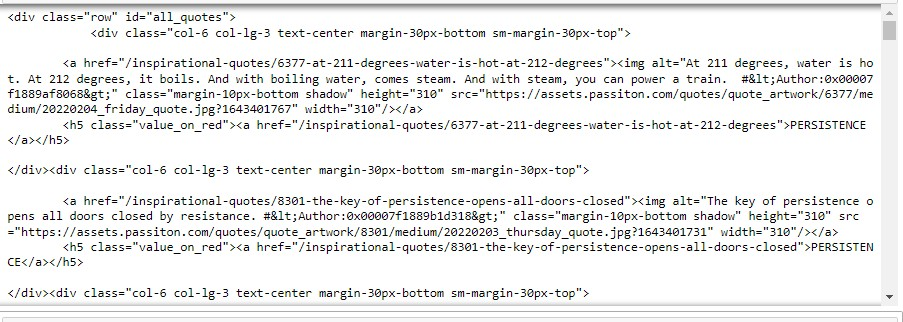 <div class="row" id="all_quotes">
<div class="col-6 col-lg-3 text-center margin-30px-bottom sm-margin-30px-top">
<a href="/inspirational-quotes/6377-at-211-degrees-water-is-hot-at-212-degrees"><img alt="At 211 degrees, water is ho
t. At 212 degrees, it boils. And with boiling water, comes steam. And with steam, you can power a train.  #&lt;Author:0x00007
f1889af8068&gt;" class="margin-10px-bottom shadow" height="310" src="https://assets.passiton.com/quotes/quote_artwork/6377/me
dium/20220204_friday_quote.jpg?1643401767" width="310"/></a>
<h5 class="value_on_red"><a href="/inspirational-quotes/6377-at-211-degrees-water-is-hot-at-212-degrees">PERSISTENCE
</a></h5>
</div><div class="col-6 col-lg-3 text-center margin-30px-bottom sm-margin-30px-top">
<a href="/inspirational-quotes/8301-the-key-of-persistence-opens-all-doors-closed"><img alt="The key of persistence o
pens all doors closed by resistance. #&lt;Author:0x00007f1889b1d318&gt;" class="margin-10px-bottom shadow" height="310" src
="https://assets.passiton.com/quotes/quote_artwork/8301/medium/20220203_thursday_quote.jpg?1643401731" width="310"/></a>
<h5 class="value_on_red"><a href="/inspirational-quotes/8301-the-key-of-persistence-opens-all-doors-closed">PERSISTEN
CE</a></h5>
</div><div class="col-6 col-lg-3 text-center margin-30px-bottom sm-margin-30px-top">